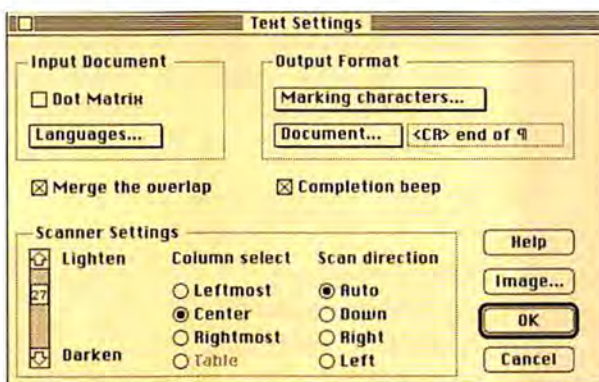 Text Settings
Input Document
Dot Matrix
Languages...
Output Format
Marking characters...
Document... <CR> end of ¶
Merge the overlap
Completion beep
Scanner Settings
Lighten
27
Darken
Column select
Leftmost
Center
Rightmost
Table
Scan direction
Auto
Down
Right
Left
Help
Image...
OK
Cancel